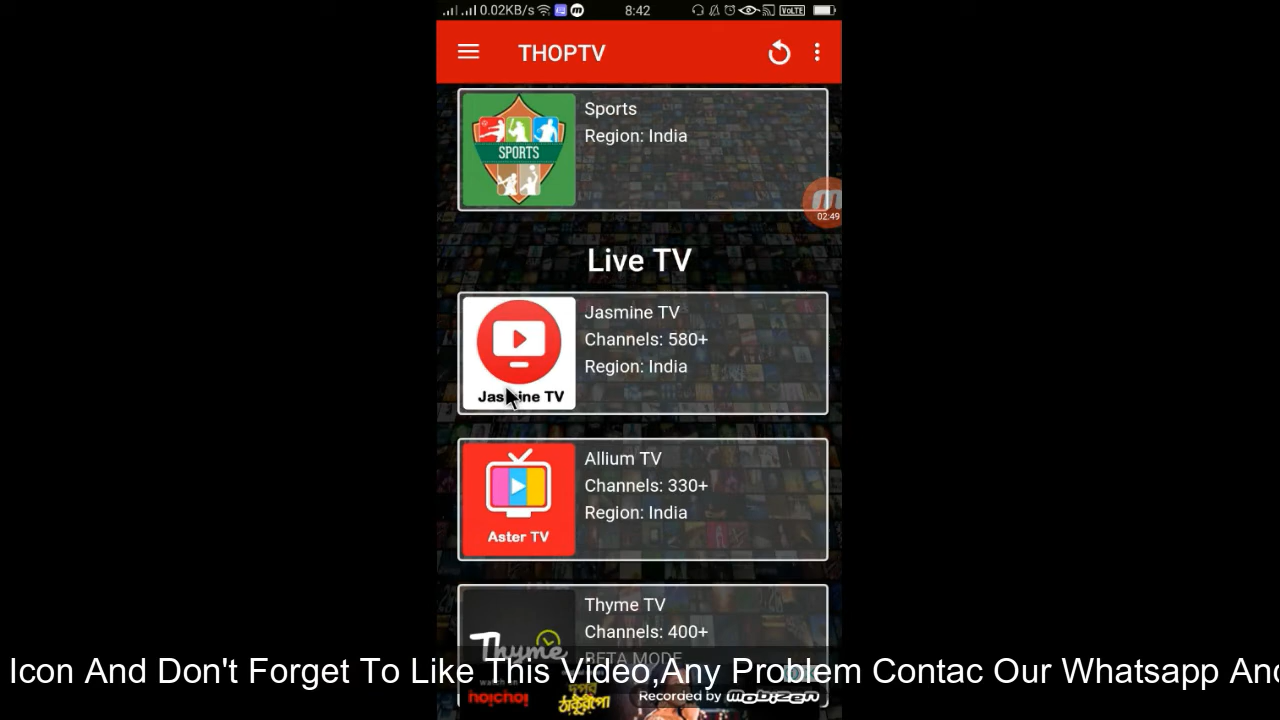 0.02KB/s
8:42
VoLTE
THOPTV
SPORTS
Sports
Region: India
02:49
Live TV
Jasmine TV
Jasmine TV
Channels: 580+
Region: India
Aster TV
Allium TV
Channels: 330+
Region: India
Thyme
Thyme TV
Channels: 400+
BETA MODE
Icon And Don't Forget To Like This Video,Any Problem Contac Our Whatsapp And
hoichoi
দুপুর
ঠাকুরপো
Recorded by mobizen